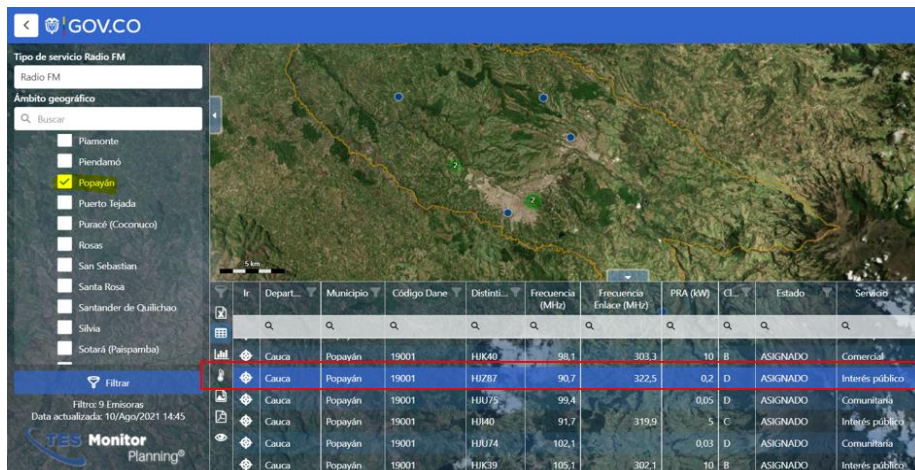 GOV.CO
Tipo de servicio Radio FM
Radio FM
Ámbito geográfico
Buscar
Piamonte
Piendamó
Popayán
Puerto Tejada
Puracé (Coconuco)
Rosas
San Sebastian
Santa Rosa
Santander de Quilichao
Silvia
Sotará (Paispamba)
Filtrar
Filtro: 9 Emisoras
Data actualizada: 10/Ago/2021 14:45
TES Monitor
Planning®
2
2
5 km
Ir Depart... Municipio Código Dane Distinti... Frecuencia (MHz) Frecuencia Enlace (MHz) PRA (kW) Cl... Estado Servicio
Cauca Popayán 19001 HJK40 98,1 303,3 10 B ASIGNADO Comercial
Cauca Popayán 19001 HJZ87 90,7 322,5 0,2 D ASIGNADO Interés público
Cauca Popayán 19001 HJU75 99,4 0,05 D ASIGNADO Comunitaria
Cauca Popayán 19001 HJI40 91,7 319,9 5 C ASIGNADO Interés público
Cauca Popayán 19001 HJU74 102,1 0,03 D ASIGNADO Comunitaria
Cauca Popayán 19001 HJK39 105,1 302,1 10 B ASIGNADO Interés público